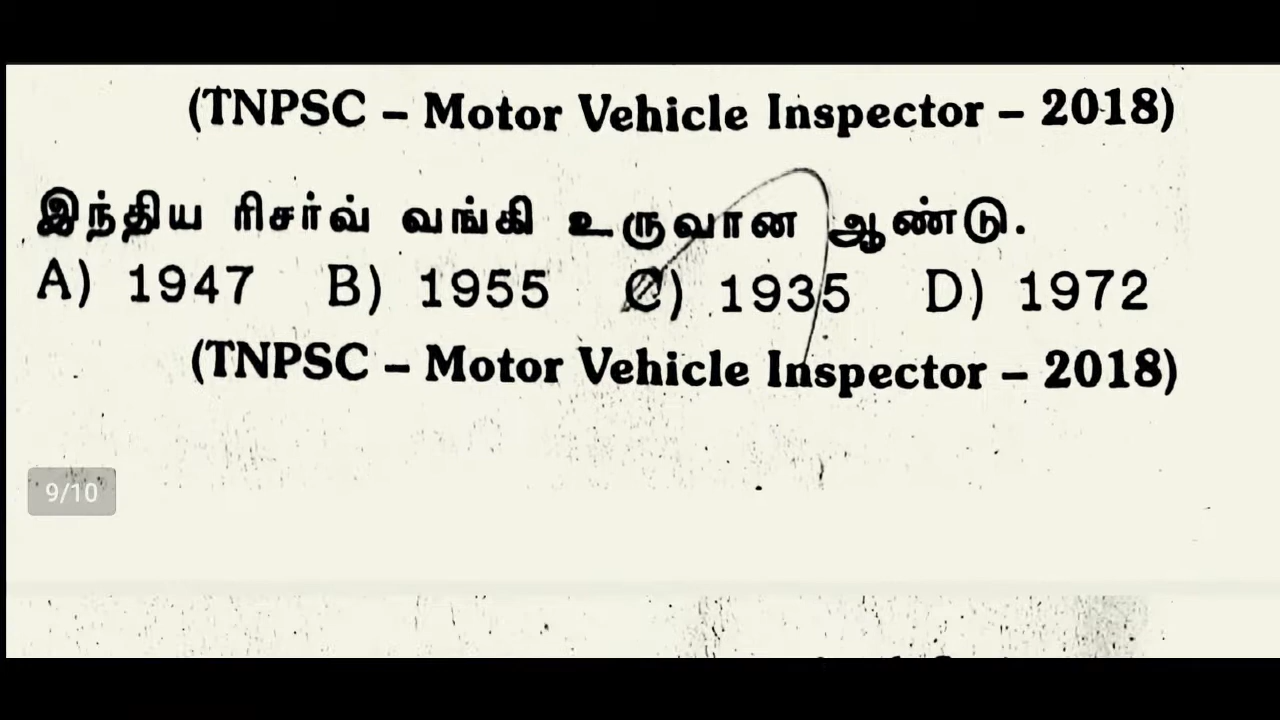 (TNPSC – Motor Vehicle Inspector – 2018)
இந்திய ரிசர்வ் வங்கி உருவான ஆண்டு.
A) 1947 B) 1955 C) 1935 D) 1972
(TNPSC – Motor Vehicle Inspector – 2018)
9/10